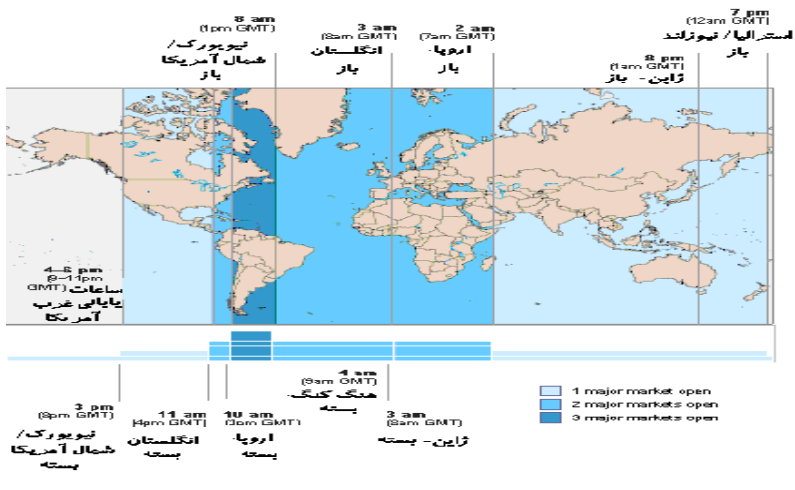 8 am
(1pm GMT)
نیویورک/
شمال آمریکا
باز
3 am
(8am GMT)
انگلستان
باز
2 am
(7am GMT)
اروپا-
باز
7 pm
(12am GMT)
استرالیا/ نیوزلند
باز
8 pm
(1am GMT)
ژاپن - باز
4–6 pm
(9–11pm
GMT) ساعات
پایانی غرب
آمریکا
3 pm
(8pm GMT)
نیویورک/
شمال آمریکا
بسته
11 am
(4pm GMT)
انگلستان
بسته
10 am
(3pm GMT)
اروپا-
بسته
4 am
(9am GMT)
هنگ کنگ-
بسته
3 am
(8am GMT)
ژاپن- بسته
1 major market open
2 major markets open
3 major markets open